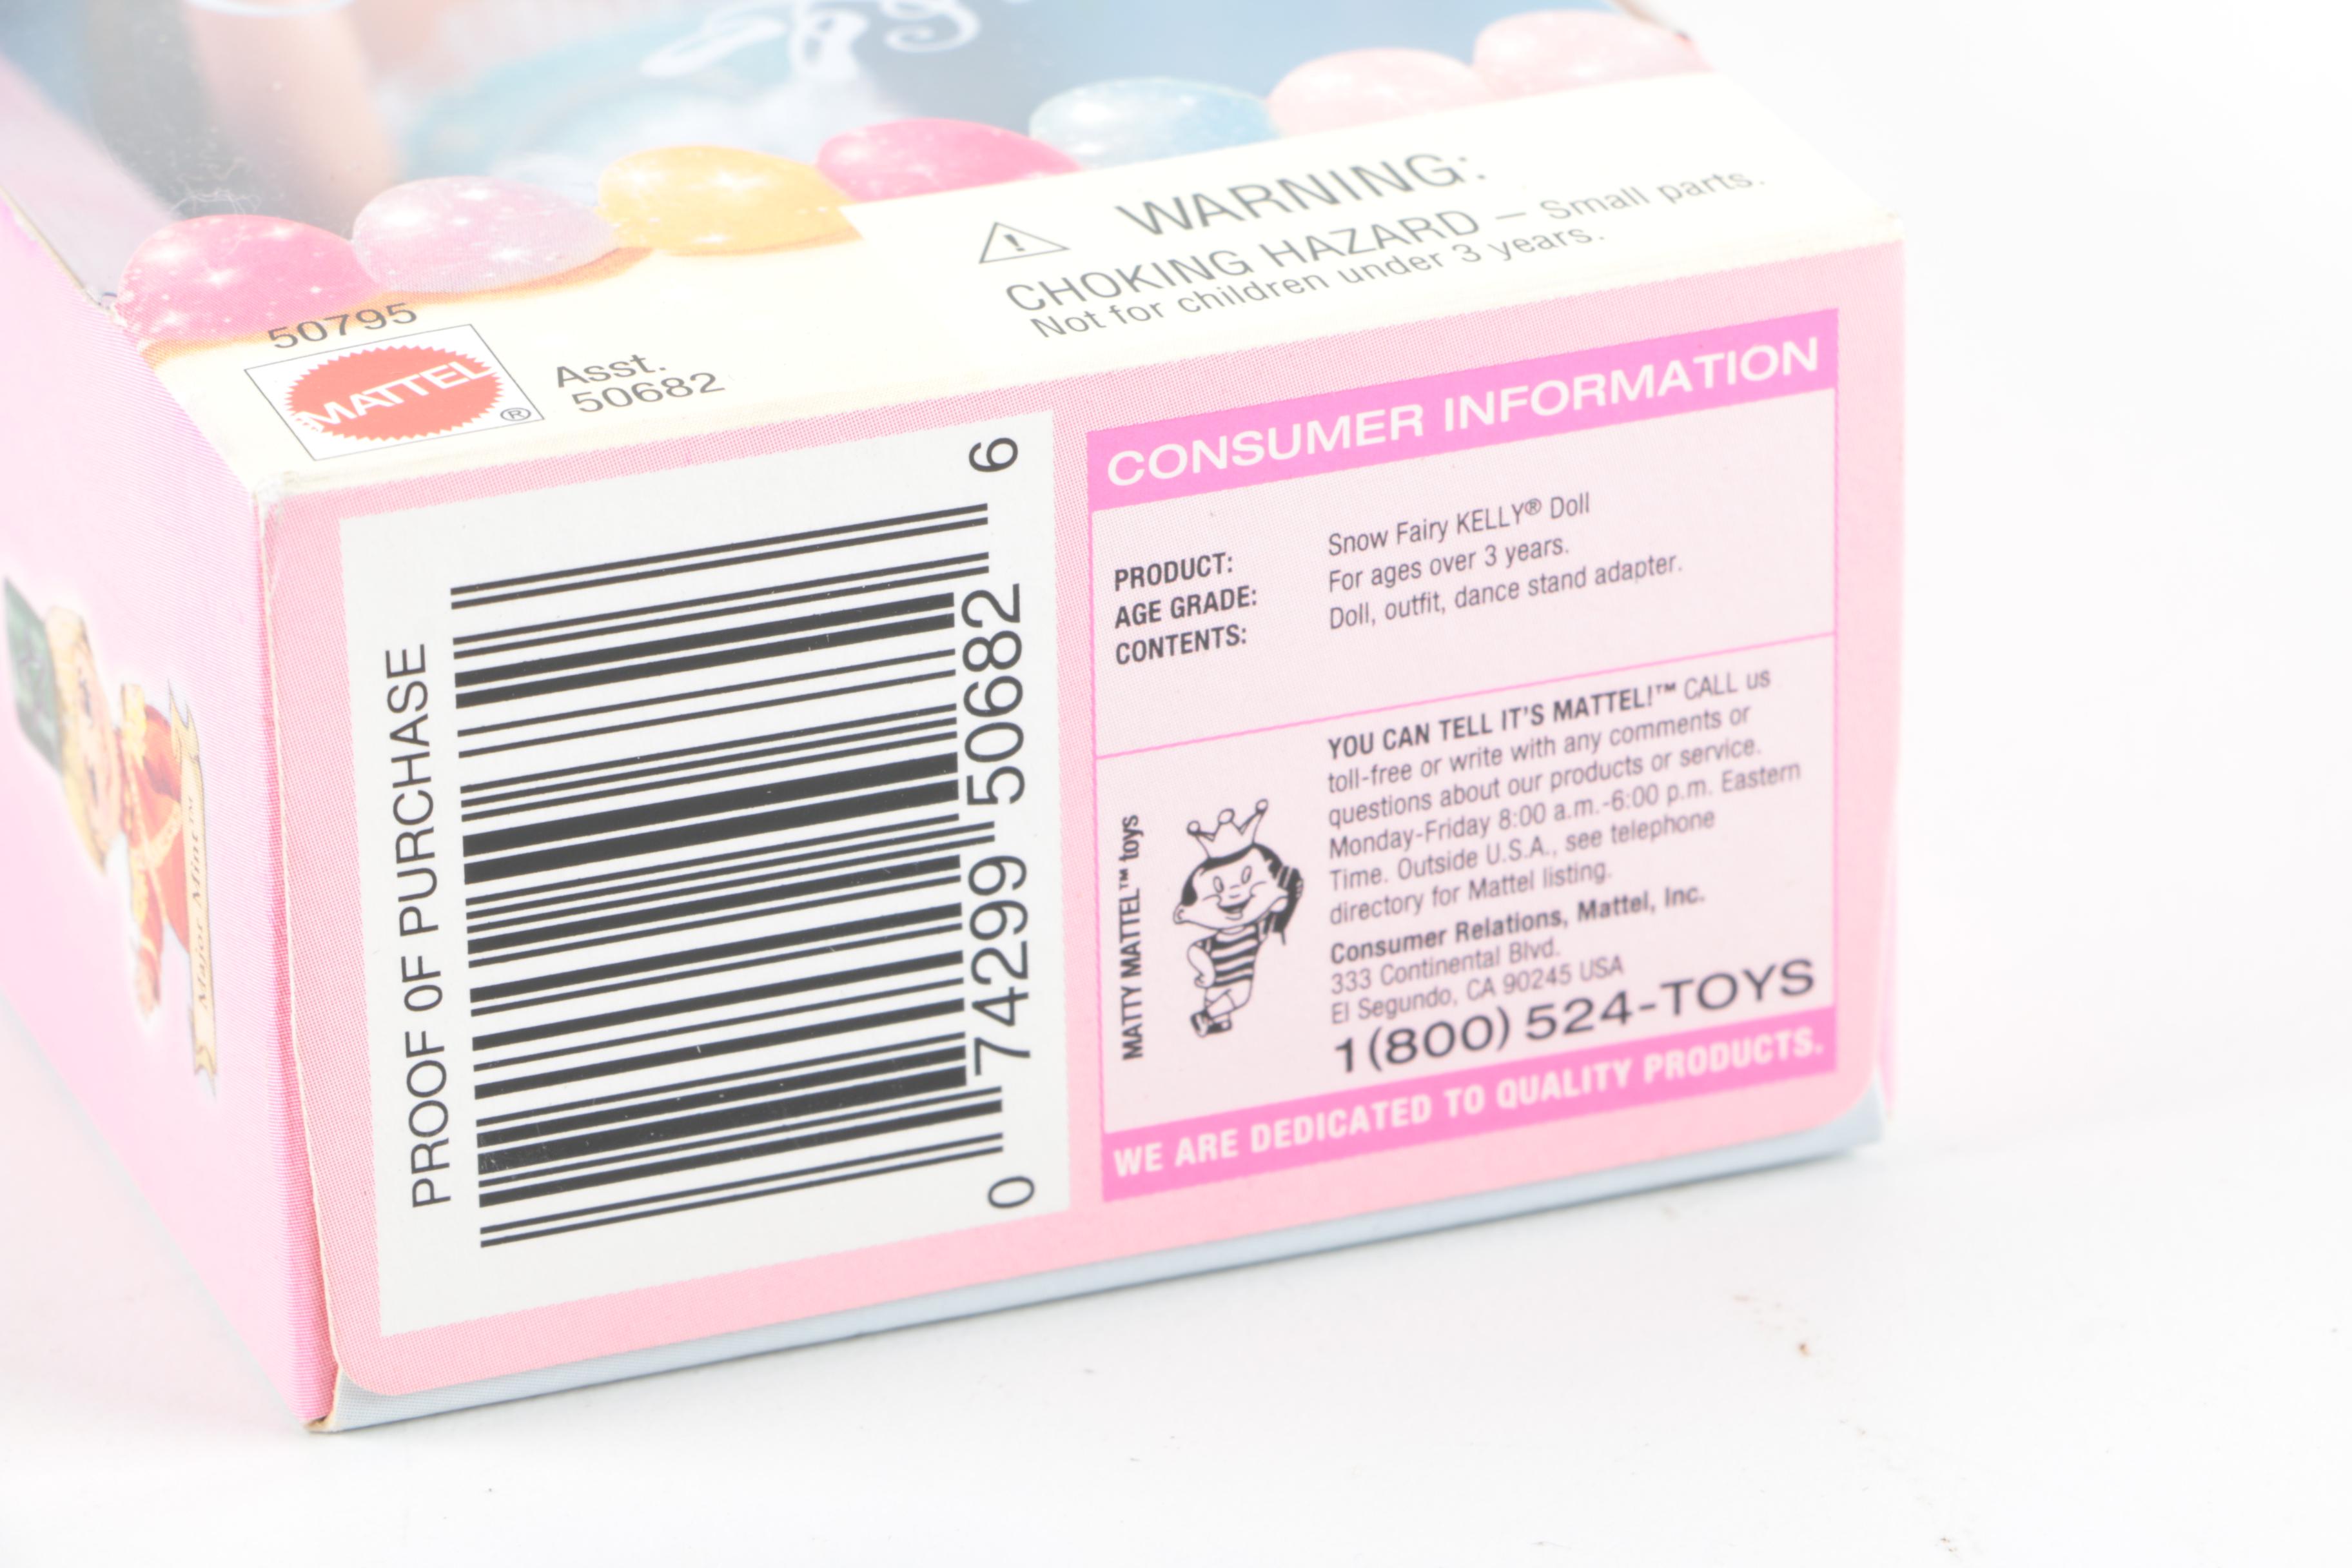 WARNING:
CHOKING HAZARD – Small parts.
Not for children under 3 years.
50795
MATTEL®
Asst.
50682
PROOF OF PURCHASE
0 74299 50682 6
CONSUMER INFORMATION
PRODUCT: Snow Fairy KELLY® Doll
AGE GRADE: For ages over 3 years.
CONTENTS: Doll, outfit, dance stand adapter.
MATTY MATTEL™ toys
YOU CAN TELL IT'S MATTEL!™ CALL us
toll-free or write with any comments or
questions about our products or service.
Monday-Friday 8:00 a.m.-6:00 p.m. Eastern
Time. Outside U.S.A., see telephone
directory for Mattel listing.
Consumer Relations, Mattel, Inc.
333 Continental Blvd.
El Segundo, CA 90245 USA
1(800) 524-TOYS
WE ARE DEDICATED TO QUALITY PRODUCTS.
Major Mint™